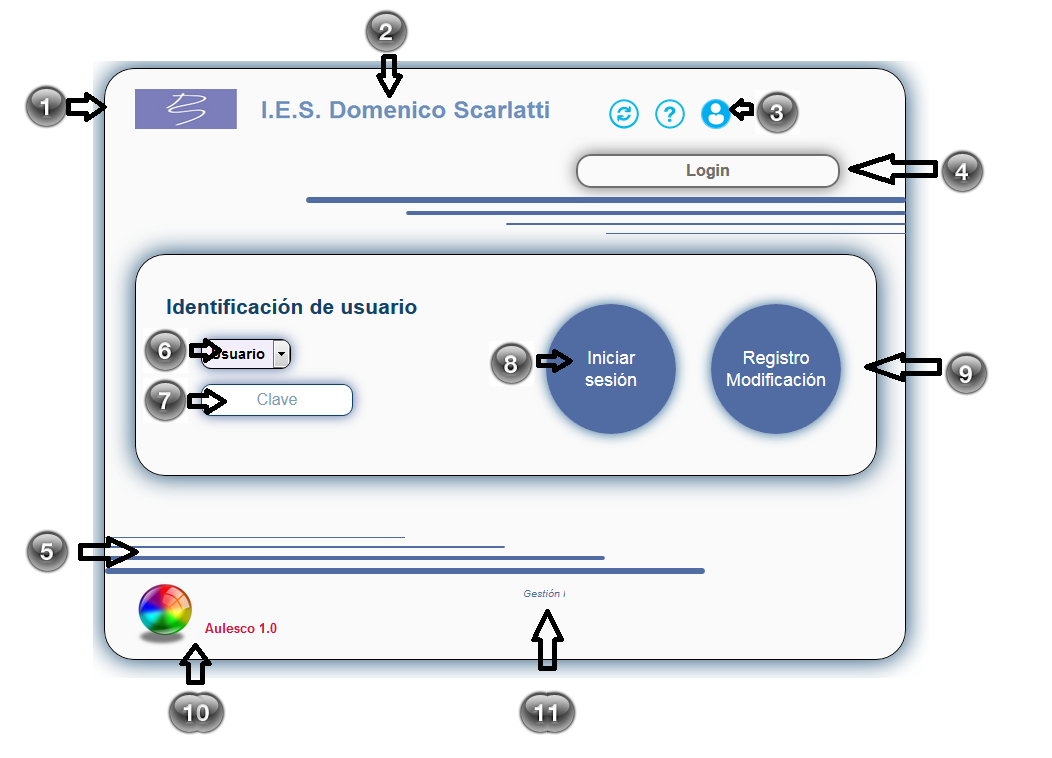 2
1
I.E.S. Domenico Scarlatti
?
3
Login
4
Identificación de usuario
6
Usuario
7
Clave
8
Iniciar
sesión
Registro
Modificación
9
5
Gestión I
Aulesco 1.0
10
11